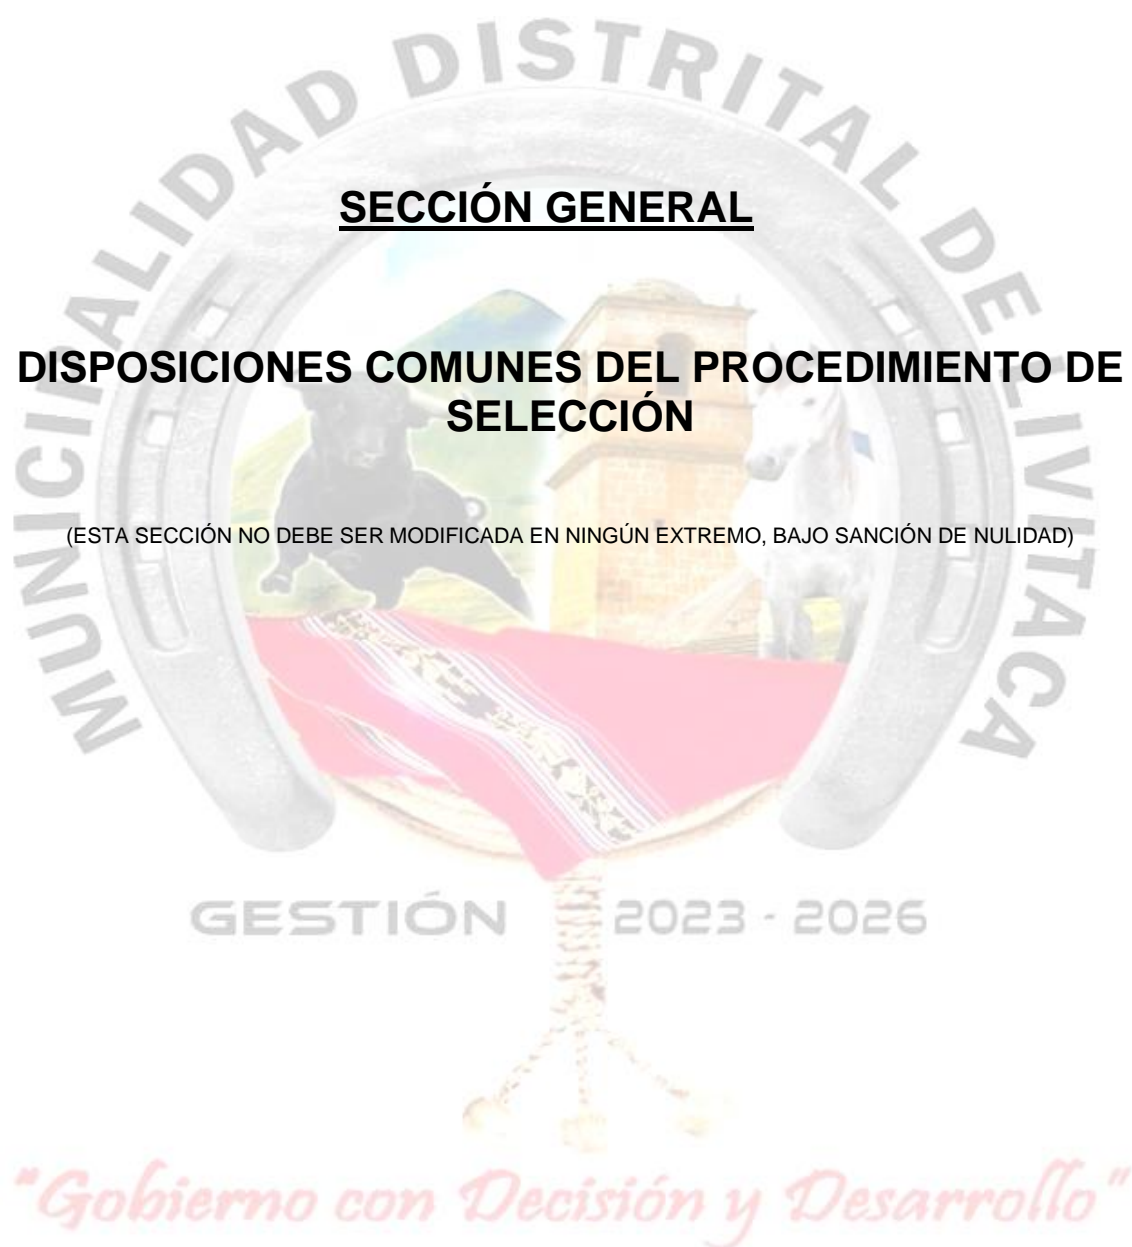 MUNICIPALIDAD DISTRITAL DE LIVITACA
SECCIÓN GENERAL
DISPOSICIONES COMUNES DEL PROCEDIMIENTO DE
SELECCIÓN
(ESTA SECCIÓN NO DEBE SER MODIFICADA EN NINGÚN EXTREMO, BAJO SANCIÓN DE NULIDAD)
GESTIÓN 2023 - 2026
"Gobierno con Decisión y Desarrollo"